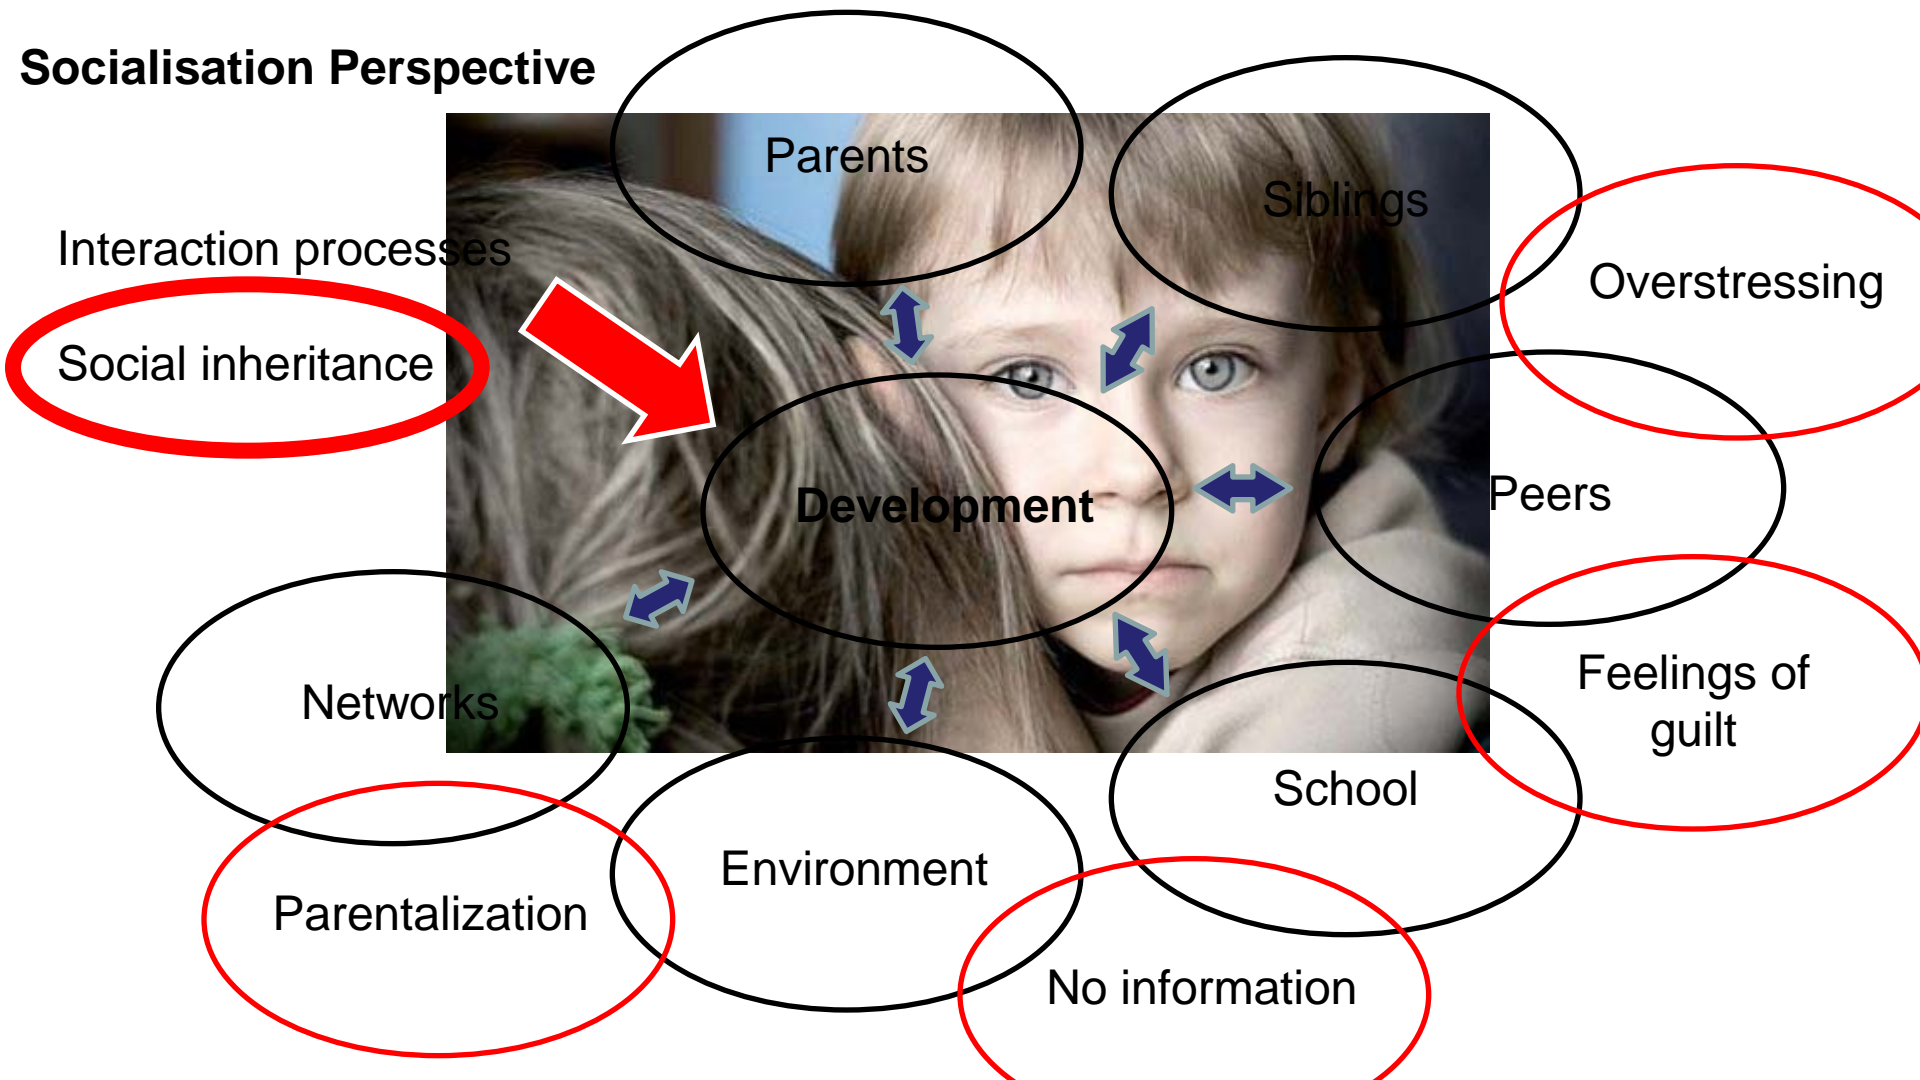 Socialisation Perspective
Parents
Siblings
Interaction processes
Overstressing
Social inheritance
Peers
Development
Feelings of
guilt
Networks
School
Environment
Parentalization
No information